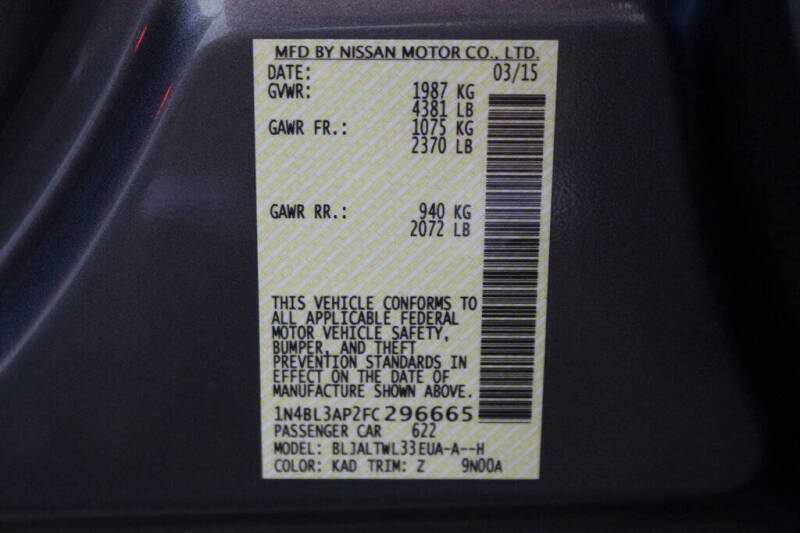 MFD BY NISSAN MOTOR CO., LTD.
DATE: 03/15
GVWR: 1987 KG
4381 LB
GAWR FR.: 1075 KG
2370 LB
GAWR RR.: 940 KG
2072 LB
THIS VEHICLE CONFORMS TO
ALL APPLICABLE FEDERAL
MOTOR VEHICLE SAFETY,
BUMPER, AND THEFT
PREVENTION STANDARDS IN
EFFECT ON THE DATE OF
MANUFACTURE SHOWN ABOVE.
1N4BL3AP2FC296665
PASSENGER CAR 622
MODEL: BLJALTWL33EUA-A--H
COLOR: KAD TRIM: Z 9N00A